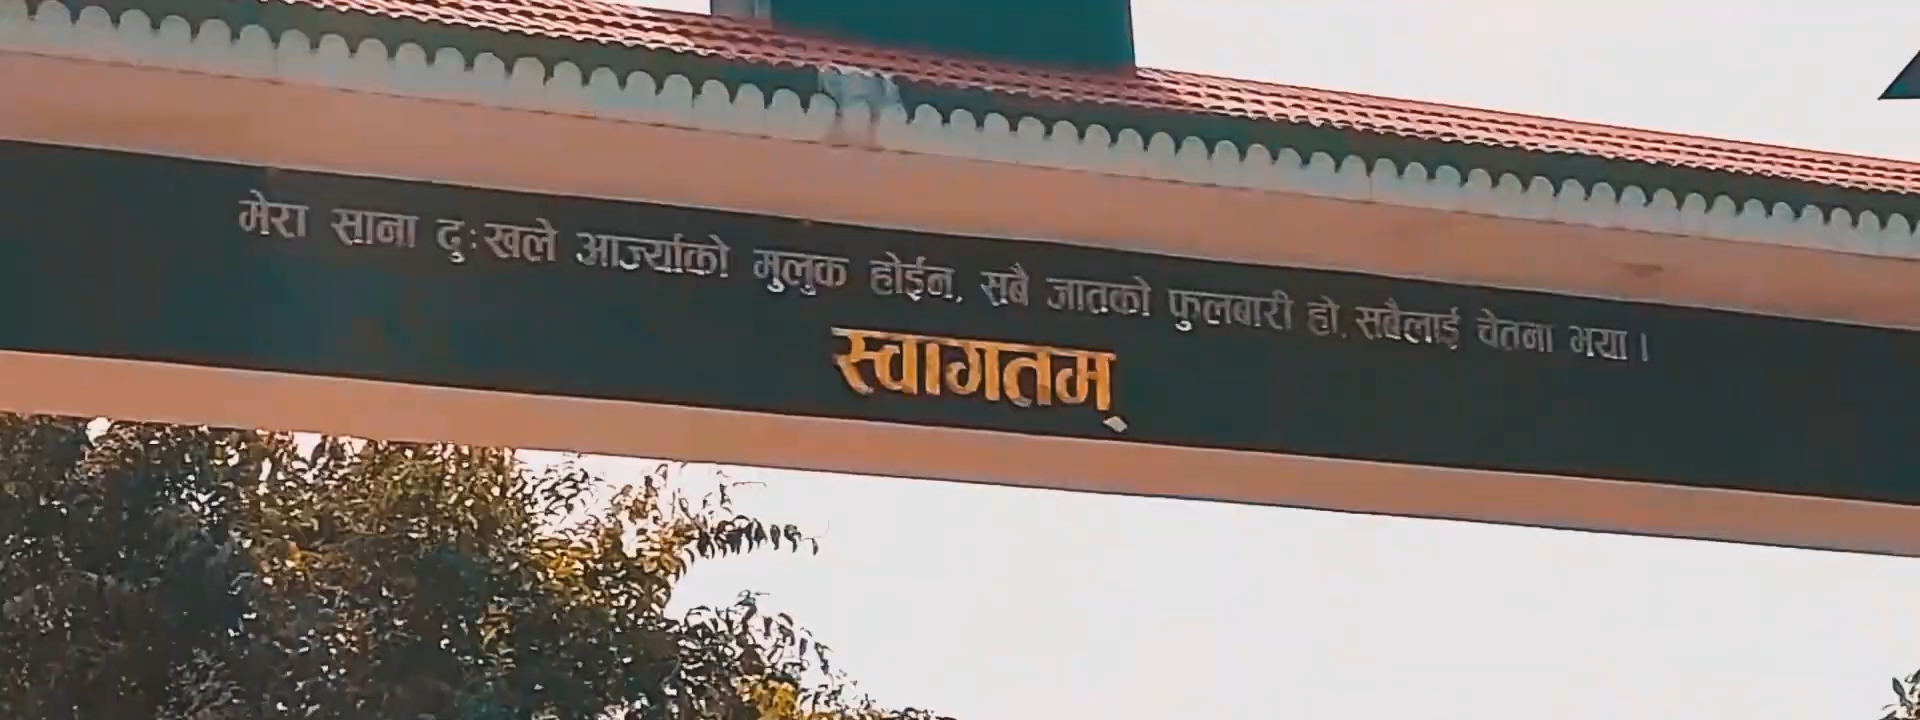 मेरा साना दुःखले आर्ज्याको मुलुक होईन, सबै जातको फुलबारी हो, सबैलाई चेतना भया।
स्वागतम्